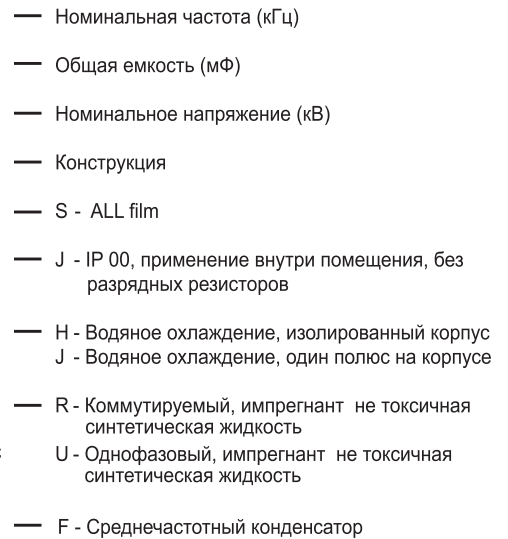 — Номинальная частота (кГц)
— Общая емкость (мФ)
— Номинальное напряжение (кВ)
— Конструкция
— S - ALL film
— J - IP 00, применение внутри помещения, без
разрядных резисторов
— H - Водяное охлаждение, изолированный корпус
J - Водяное охлаждение, один полюс на корпусе
— R - Коммутируемый, импрегнант не токсичная
синтетическая жидкость
U - Однофазовый, импрегнант не токсичная
синтетическая жидкость
— F - Среднечастотный конденсатор